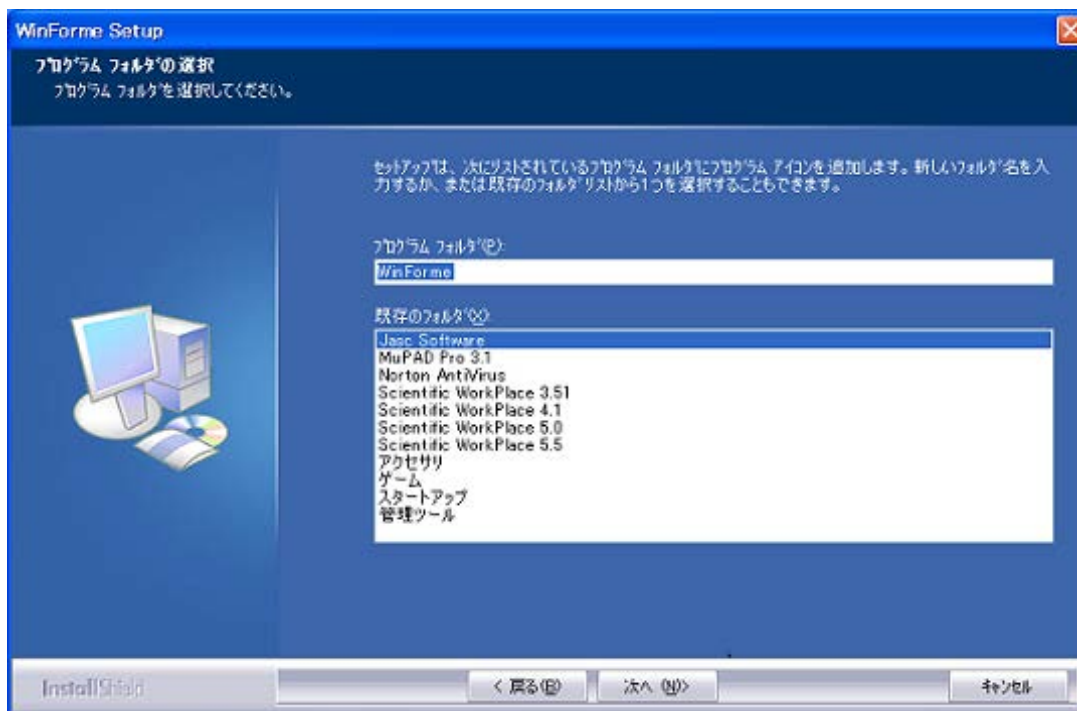 WinForme Setup
ﾌﾟﾛｸﾞﾗﾑ ﾌｫﾙﾀﾞの選択
ﾌﾟﾛｸﾞﾗﾑ ﾌｫﾙﾀﾞを選択してください。
ｾｯﾄｱｯﾌﾟは、次にﾘｽﾄされているﾌﾟﾛｸﾞﾗﾑ ﾌｫﾙﾀﾞにﾌﾟﾛｸﾞﾗﾑ ｱｲｺﾝを追加します。新しいﾌｫﾙﾀﾞ名を入
力するか、または既存のﾌｫﾙﾀﾞﾘｽﾄから1つを選択することもできます。
ﾌﾟﾛｸﾞﾗﾑ ﾌｫﾙﾀﾞ(P):
WinForme
既存のﾌｫﾙﾀﾞ(X):
Jasc Software
MuPAD Pro 3.1
Norton AntiVirus
Scientific WorkPlace 3.51
Scientific WorkPlace 4.1
Scientific WorkPlace 5.0
Scientific WorkPlace 5.5
アクセサリ
ゲーム
スタートアップ
管理ツール
InstallShield
< 戻る(B)
次へ (N)>
ｷｬﾝｾﾙ